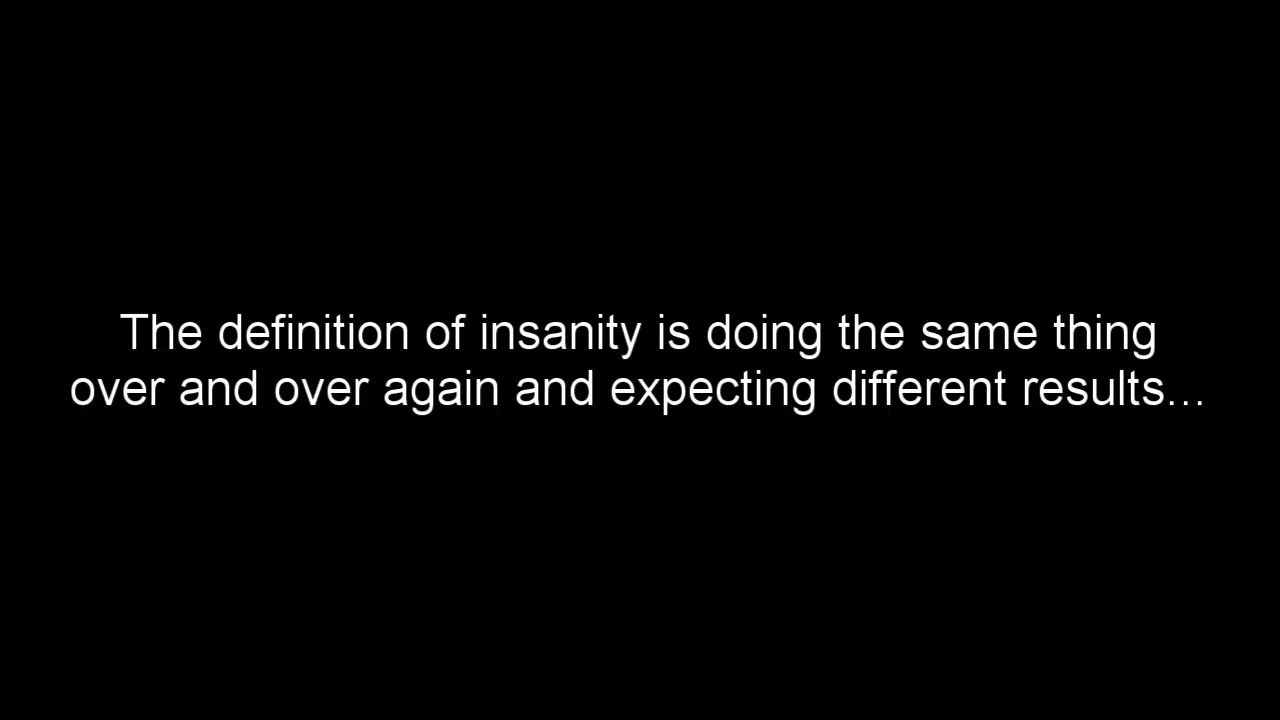 The definition of insanity is doing the same thing
over and over again and expecting different results...